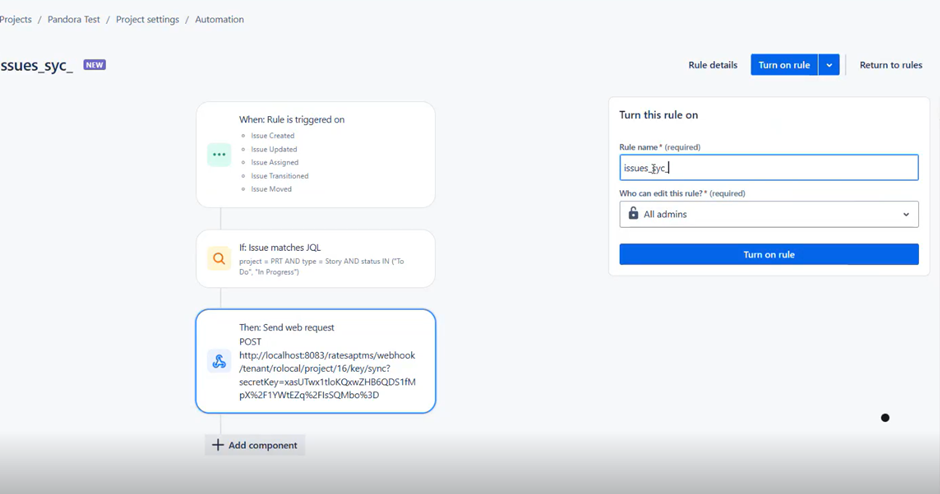 Projects / Pandora Test / Project settings / Automation
ssues_syc_ NEW
Rule details Turn on rule Return to rules
When: Rule is triggered on
Issue Created
Issue Updated
Issue Assigned
Issue Transitioned
Issue Moved
If: Issue matches JQL
project = PRT AND type = Story AND status IN ("To
Do", "In Progress")
Then: Send web request
POST
http://localhost:8083/ratesaptms/webhook
/tenant/rolocal/project/16/key/sync?
secretKey=xasUTwx1tloKQxwZHB6QDS1fM
pX%2F1YWtEZq%2FIsSQMbo%3D
+ Add component
Turn this rule on
Rule name* (required)
issues_syc_
Who can edit this rule?* (required)
All admins
Turn on rule